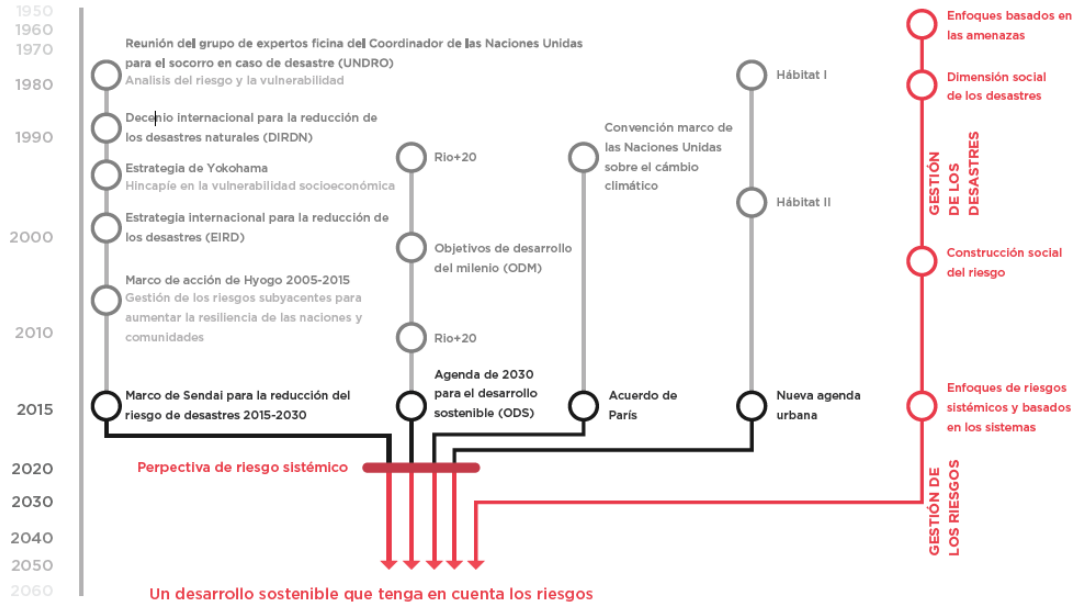 1950
1960
1970
1980
1990
2000
2010
2015
2020
2030
2040
2050
2060
Reunión del grupo de expertos ficina del Coordinador de las Naciones Unidas
para el socorro en caso de desastre (UNDRO)
Analisis del riesgo y la vulnerabilidad
Decenio internacional para la reducción de
los desastres naturales (DIRDN)
Estrategia de Yokohama
Hincapíe en la vulnerabilidad socioeconómica
Estrategia internacional para la reducción de
los desastres (EIRD)
Marco de acción de Hyogo 2005-2015
Gestión de los riesgos subyacentes para
aumentar la resiliencia de las naciones y
comunidades
Marco de Sendai para la reducción del
riesgo de desastres 2015-2030
Rio+20
Objetivos de desarrollo
del milenio (ODM)
Rio+20
Agenda de 2030
para el desarrollo
sostenible (ODS)
Convención marco de
las Naciones Unidas
sobre el cámbio
climático
Acuerdo de
París
Hábitat I
Hábitat II
Nueva agenda
urbana
Enfoques basados en
las amenazas
Dimensión social
de los desastres
GESTIÓN
DE LOS
DESASTRES
Construcción social
del riesgo
Enfoques de riesgos
sistémicos y basados
en los sistemas
GESTIÓN DE
LOS RIESGOS
Perpectiva de riesgo sistémico
Un desarrollo sostenible que tenga en cuenta los riesgos